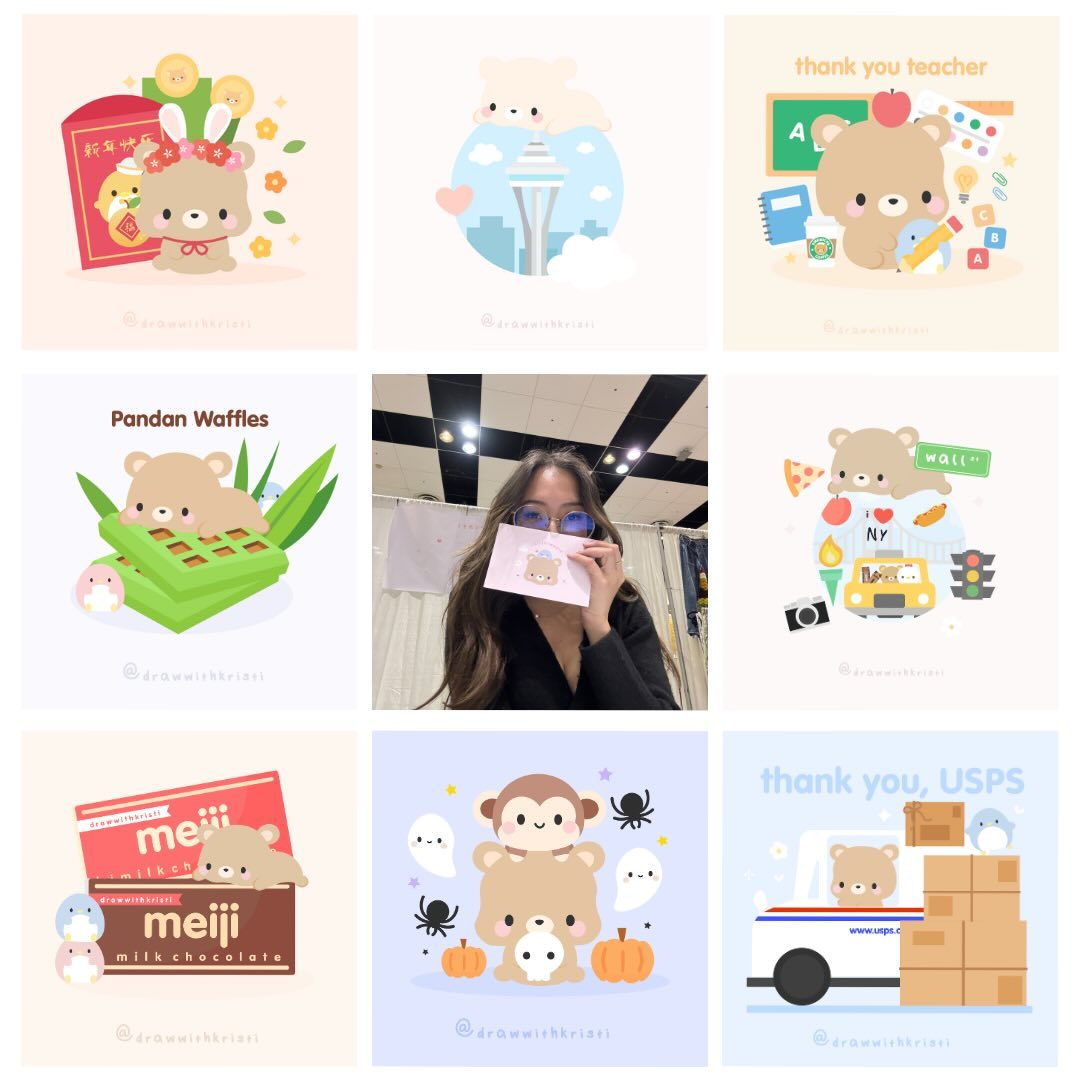 新年快乐
福
@drawwithkristi
@drawwithkristi
thank you teacher
A
C
B
A
@drawwithkristi
Pandan Waffles
@drawwithkristi
wall st
i
NY
@drawwithkristi
drawwithkristi
meiji
milk ch
drawwithkristi
meiji
milk chocolate
@drawwithkristi
@drawwithkristi
thank you, USPS
www.usps.c
@drawwithkristi